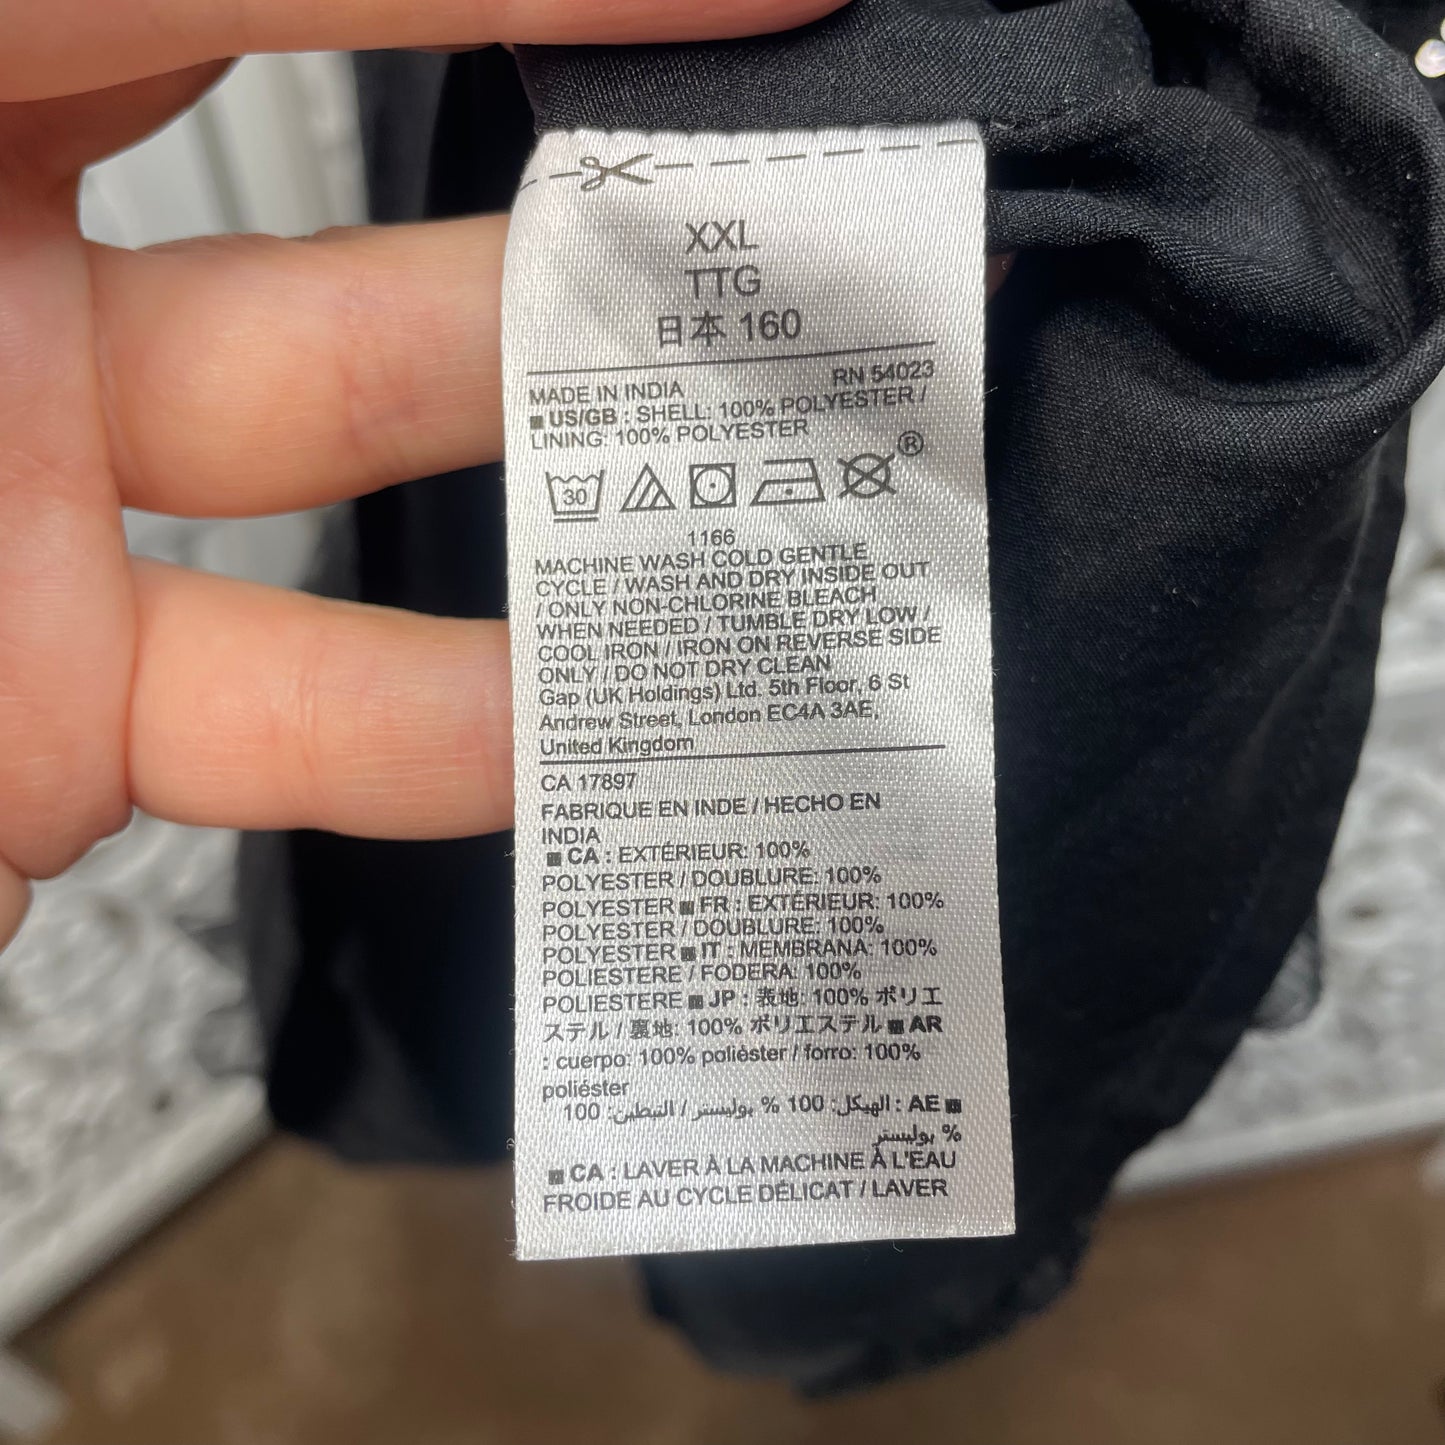 XXL
TTG
日本 160
MADE IN INDIA RN 54023
■ US/GB : SHELL: 100% POLYESTER /
LINING: 100% POLYESTER
30 ®
1166
MACHINE WASH COLD GENTLE
CYCLE / WASH AND DRY INSIDE OUT
/ ONLY NON-CHLORINE BLEACH
WHEN NEEDED / TUMBLE DRY LOW /
COOL IRON / IRON ON REVERSE SIDE
ONLY / DO NOT DRY CLEAN
Gap (UK Holdings) Ltd. 5th Floor, 6 St
Andrew Street, London EC4A 3AE,
United Kingdom
CA 17897
FABRIQUE EN INDE / HECHO EN
INDIA
■ CA : EXTÉRIEUR: 100%
POLYESTER / DOUBLURE: 100%
POLYESTER ■ FR : EXTÉRIEUR: 100%
POLYESTER / DOUBLURE: 100%
POLYESTER ■ IT : MEMBRANA: 100%
POLIESTERE / FODERA: 100%
POLIESTERE ■ JP : 表地: 100% ポリエ
ステル / 裏地: 100% ポリエステル ■ AR
: cuerpo: 100% poliéster / forro: 100%
poliéster
■ AE : الهيكل: 100 % بوليستر / التبطين: 100
% بوليستر
■ CA : LAVER À LA MACHINE À L'EAU
FROIDE AU CYCLE DÉLICAT / LAVER